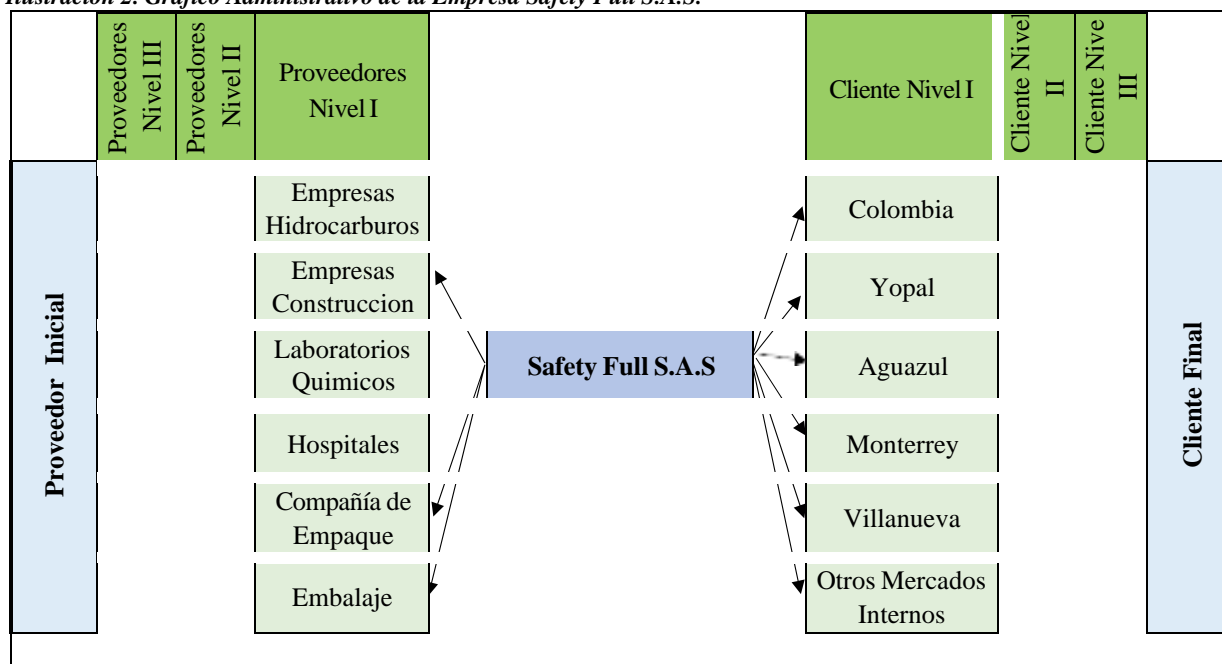 Ilustración 2. Gráfico Administrativo de la Empresa Safety Full S.A.S.
Proveedores
Nivel III
Proveedores
Nivel II
Proveedores
Nivel I
Cliente Nivel I
Cliente Nivel
II
Cliente Nive
III
Proveedor Inicial
Empresas
Hidrocarburos
Empresas
Construccion
Laboratorios
Quimicos
Hospitales
Compañía de
Empaque
Embalaje
Safety Full S.A.S
Colombia
Yopal
Aguazul
Monterrey
Villanueva
Otros Mercados
Internos
Cliente Final